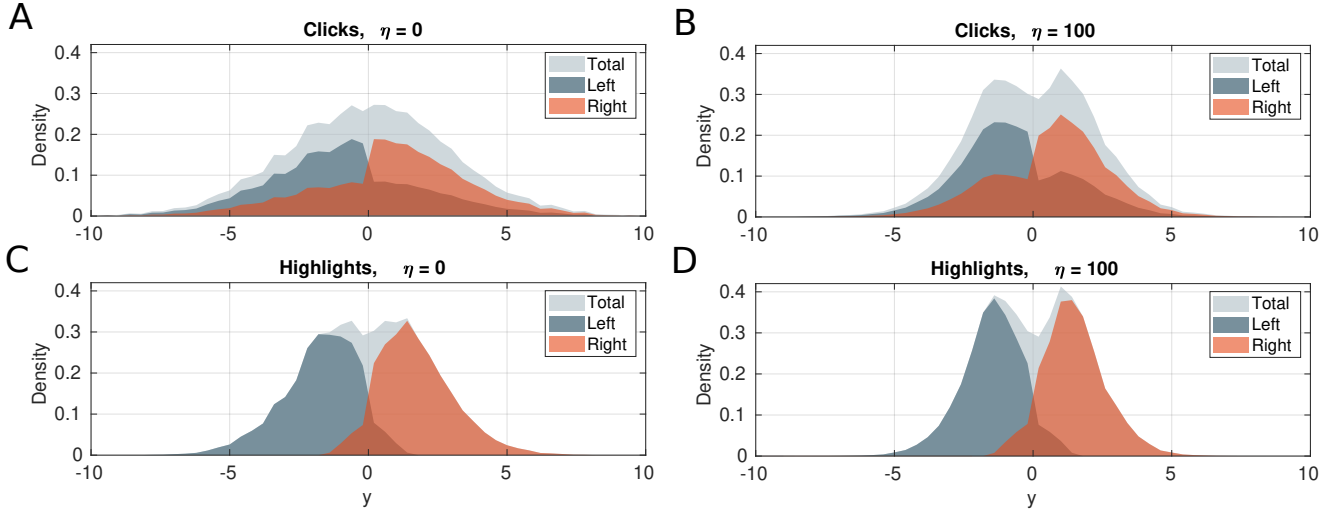 A
Clicks, η = 0
Density
0.4
0.3
0.2
0.1
0
-10
-5
0
5
10
Total
Left
Right
B
Clicks, η = 100
Density
0.4
0.3
0.2
0.1
0
-10
-5
0
5
10
Total
Left
Right
C
Highlights, η = 0
Density
0.4
0.3
0.2
0.1
0
-10
-5
0
5
10
y
Total
Left
Right
D
Highlights, η = 100
Density
0.4
0.3
0.2
0.1
0
-10
-5
0
5
10
y
Total
Left
Right